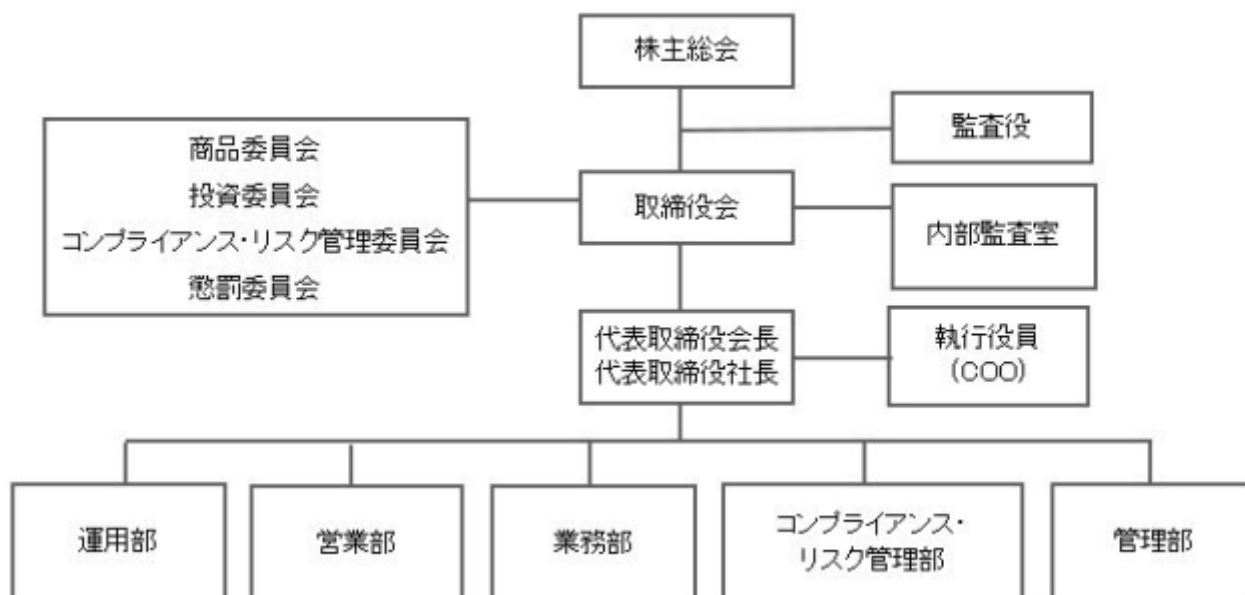 株主総会
監査役
商品委員会
投資委員会
コンプライアンス・リスク管理委員会
懲罰委員会
取締役会
内部監査室
代表取締役会長
代表取締役社長
執行役員
(COO)
運用部
営業部
業務部
コンプライアンス・
リスク管理部
管理部